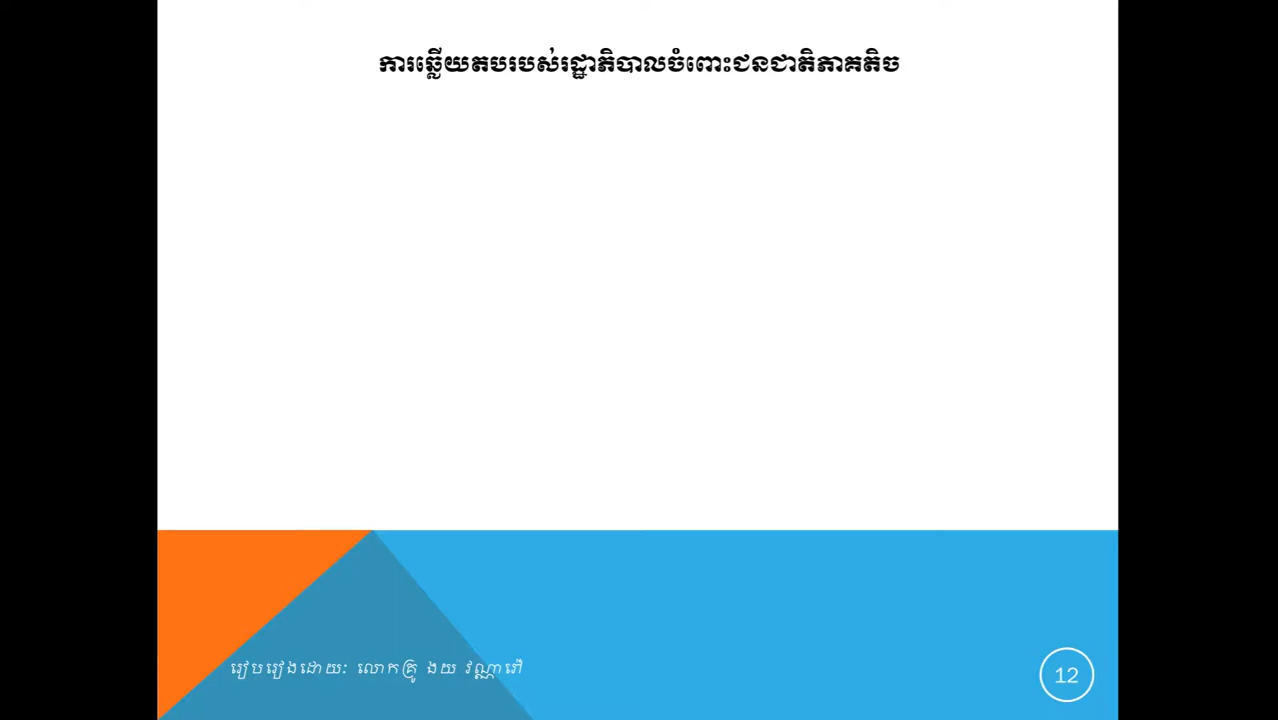 ការឆ្លើយតបរបស់រដ្ឋាភិបាលចំពោះជនជាតិភាគតិច
រៀបរៀងដោយ: លោកគ្រូ ងយ វណ្ណារៅ
12